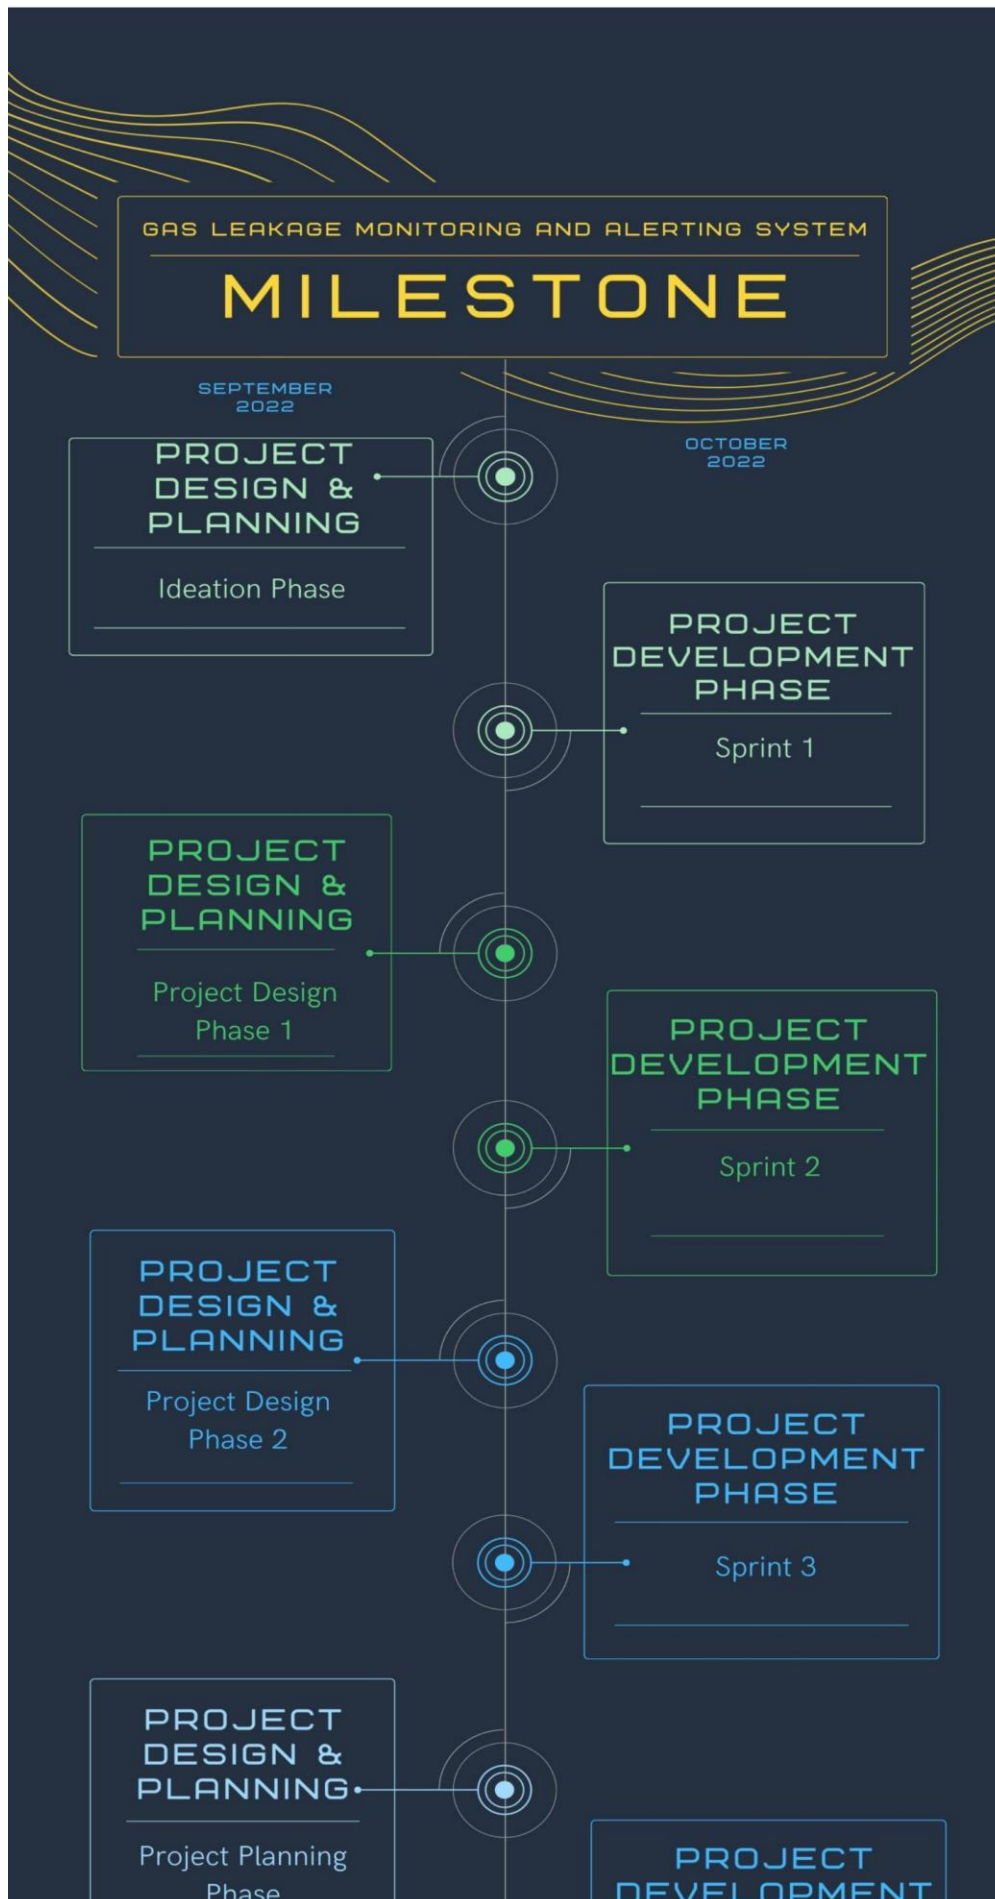 GAS LEAKAGE MONITORING AND ALERTING SYSTEM
MILESTONE
SEPTEMBER
2022
OCTOBER
2022
PROJECT
DESIGN &
PLANNING
Ideation Phase
PROJECT
DEVELOPMENT
PHASE
Sprint 1
PROJECT
DESIGN &
PLANNING
Project Design
Phase 1
PROJECT
DEVELOPMENT
PHASE
Sprint 2
PROJECT
DESIGN &
PLANNING
Project Design
Phase 2
PROJECT
DEVELOPMENT
PHASE
Sprint 3
PROJECT
DESIGN &
PLANNING
Project Planning
Phase
PROJECT
DEVELOPMENT